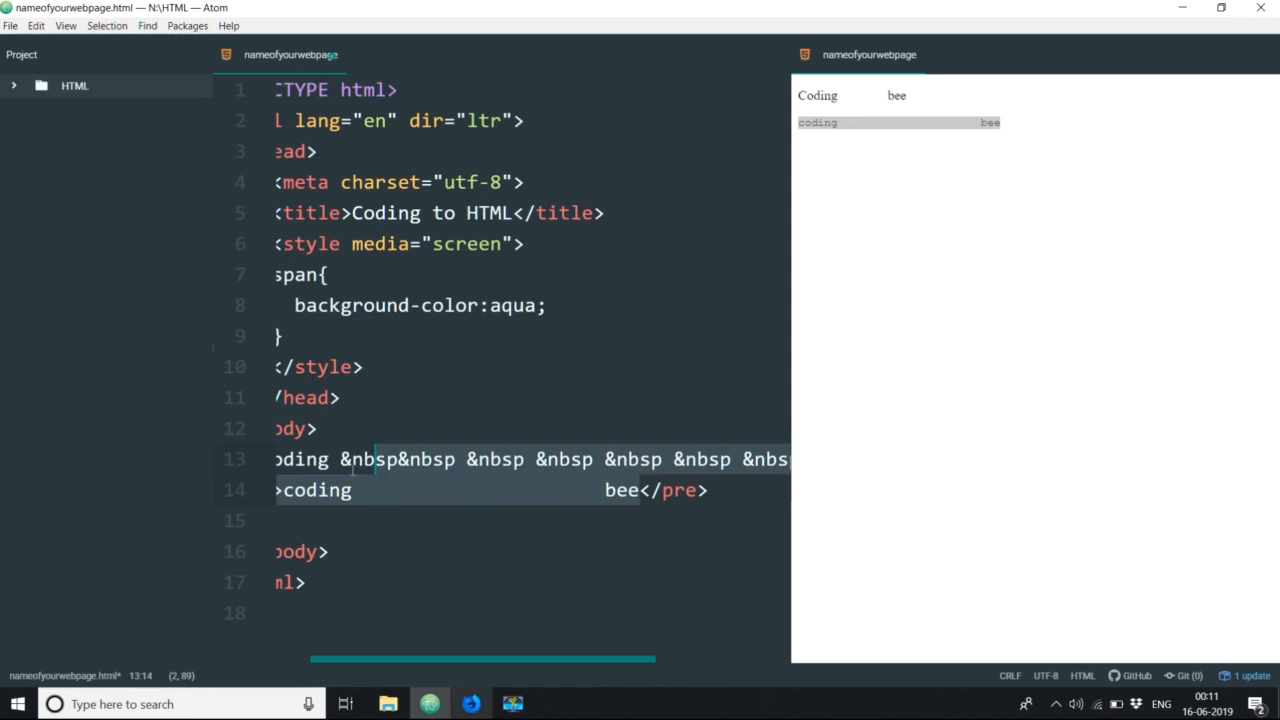 nameofyourwebpage.html — N:\HTML — Atom
File Edit View Selection Find Packages Help
Project
HTML
nameofyourwebpage
1 CTYPE html>
2 l lang="en" dir="ltr">
3 ead>
4 <meta charset="utf-8">
5 <title>Coding to HTML</title>
6 <style media="screen">
7 span{
8 background-color:aqua;
9 }
10 </style>
11 /head>
12 ody>
13 oding &nbsp&nbsp &nbsp &nbsp &nbsp &nbsp &nbsp
14 >coding bee</pre>
15
16 body>
17 ml>
18
nameofyourwebpage
Coding bee
coding bee
nameofyourwebpage.html* 13:14 (2, 89) CRLF UTF-8 HTML GitHub Git (0) 1 update
Type here to search
ENG
00:11
16-06-2019
2